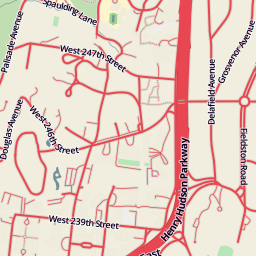 Spaulding Lane
Palisade Avenue
West 247th Street
Grosvenor Avenue
Delafield Avenue
Douglas Avenue
West 246th Street
Fieldston Road
Henry Hudson Parkway
West 239th Street
East